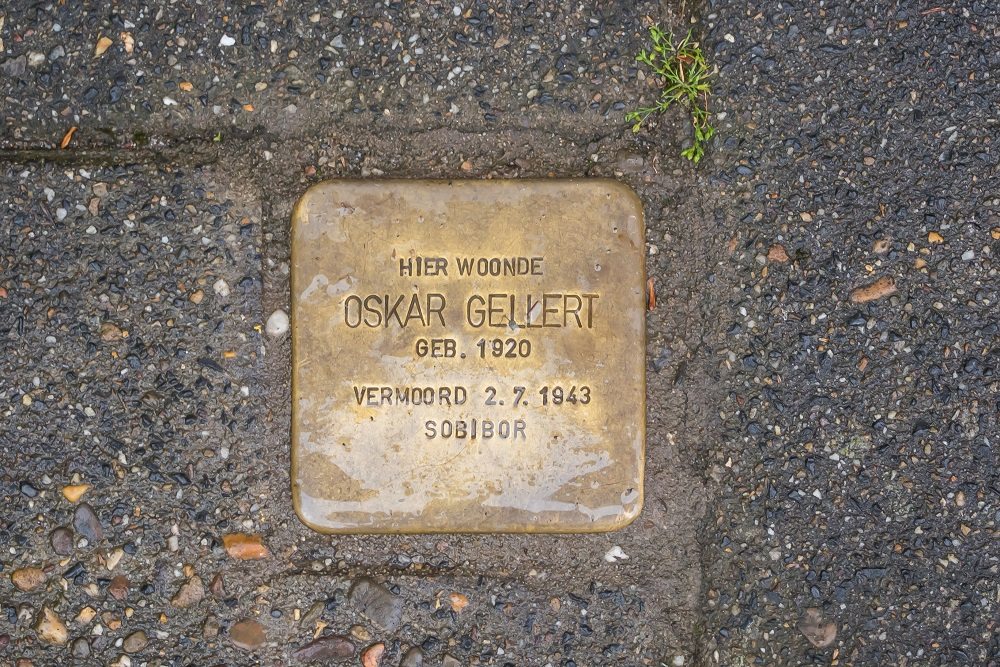 HIER WOONDE
OSKAR GELLERT
GEB. 1920
VERMOORD 2.7.1943
SOBIBOR